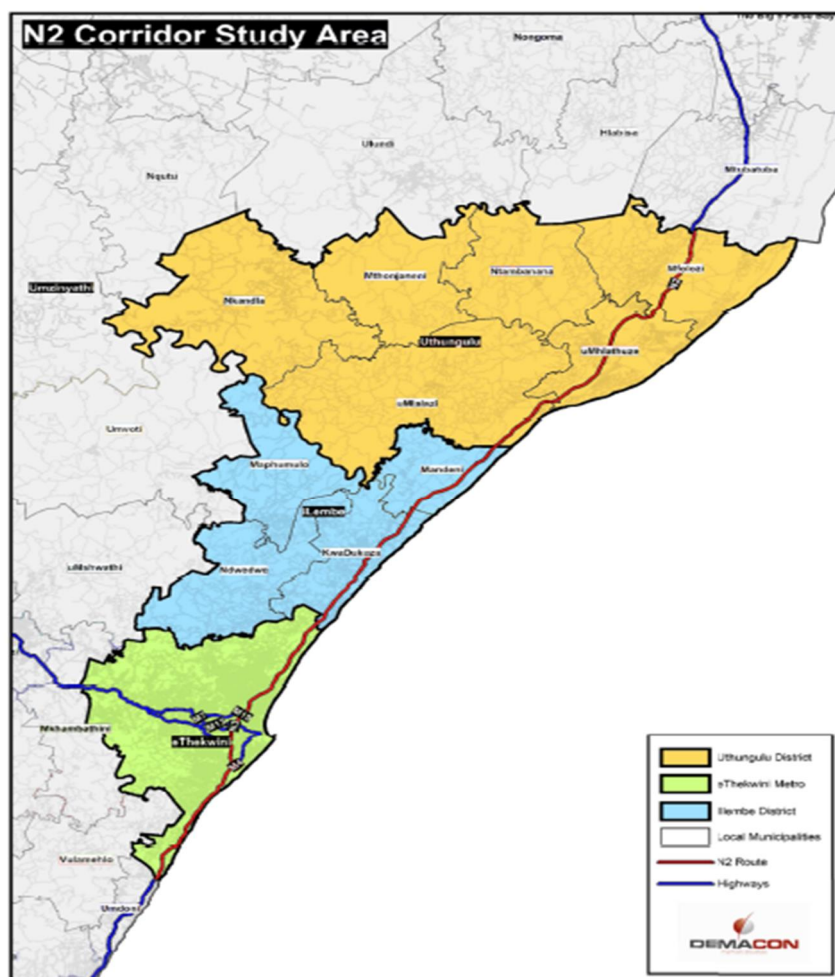 N2 Corridor Study Area
Nongoma
Ulundi
Hlabisa
Nqutu
Mtubatuba
Umzinyathi
Mthonjaneni
Ntambanana
Mfolozi
Nkandla
Uthungulu
uMhlathuze
uMlalazi
Umvoti
Maphumulo
Mandeni
iLembe
KwaDukuza
uMshwathi
Ndwedwe
Mkhambathini
eThekwini
Vulamehlo
Umdoni
Uthungulu District
eThekwini Metro
Illembe District
Local Municipalities
N2 Route
Highways
DEMACON